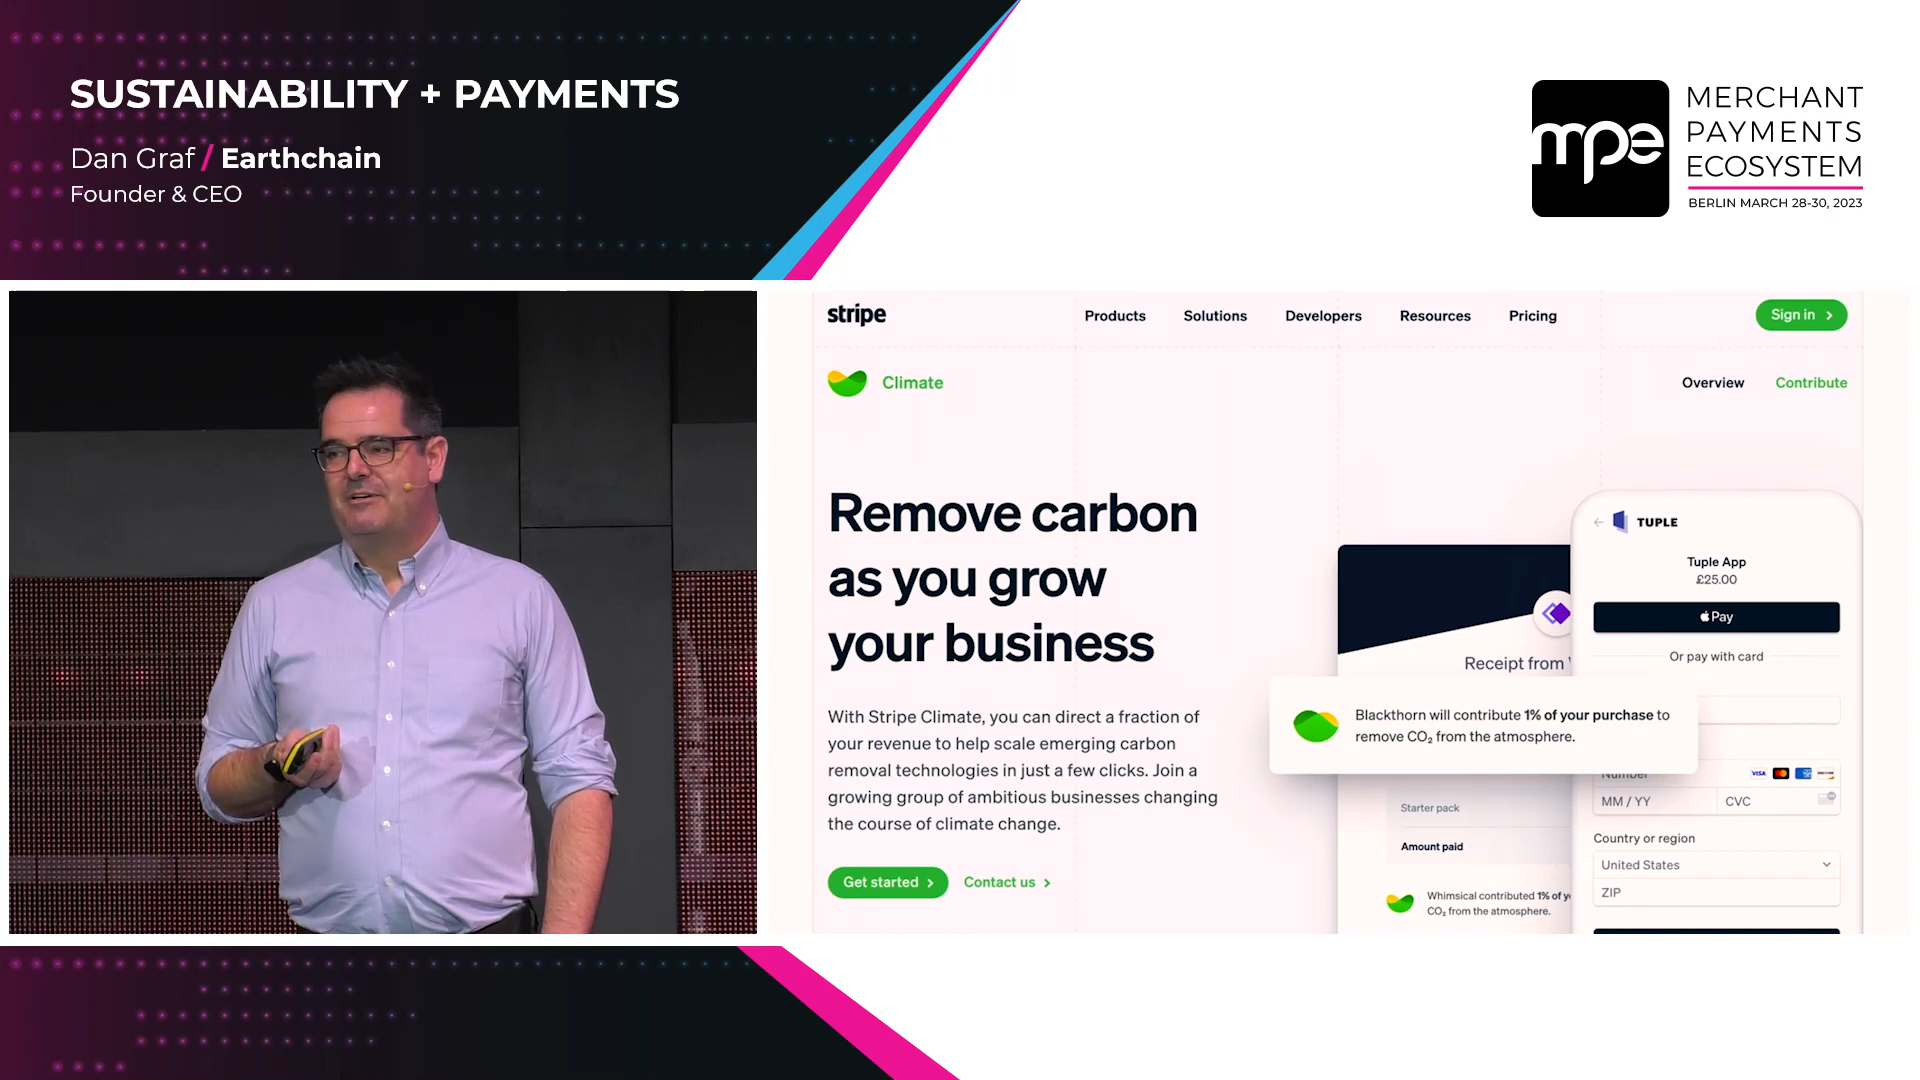 SUSTAINABILITY + PAYMENTS
Dan Graf / Earthchain
Founder & CEO
mpe
MERCHANT
PAYMENTS
ECOSYSTEM
BERLIN MARCH 28-30, 2023
stripe
Products Solutions Developers Resources Pricing
Sign in
Climate
Overview Contribute
Remove carbon
as you grow
your business
With Stripe Climate, you can direct a fraction of
your revenue to help scale emerging carbon
removal technologies in just a few clicks. Join a
growing group of ambitious businesses changing
the course of climate change.
Get started
Contact us
TUPLE
Tuple App
£25.00
Pay
Or pay with card
Receipt from
Blackthorn will contribute 1% of your purchase to
remove CO₂ from the atmosphere.
Number
VISA
MM / YY CVC
Starter pack
Amount paid
Country or region
United States
ZIP
Whimsical contributed 1% of y
CO₂ from the atmosphere.